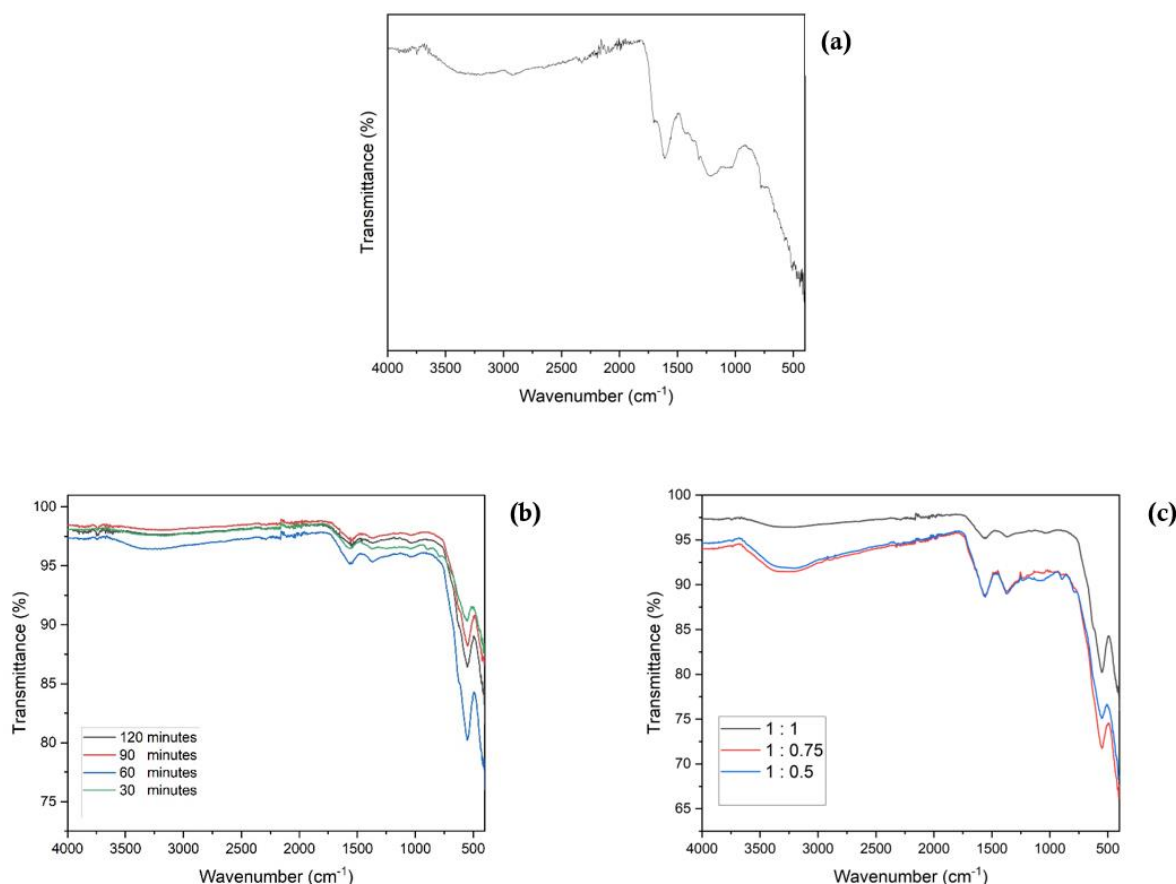 (a)
Transmittance (%)
4000 3500 3000 2500 2000 1500 1000 500
Wavenumber (cm⁻¹)
(b)
Transmittance (%)
100
95
90
85
80
75
120 minutes
90 minutes
60 minutes
30 minutes
4000 3500 3000 2500 2000 1500 1000 500
Wavenumber (cm⁻¹)
(c)
Transmittance (%)
100
95
90
85
80
75
70
65
1 : 1
1 : 0.75
1 : 0.5
4000 3500 3000 2500 2000 1500 1000 500
Wavenumber (cm⁻¹)